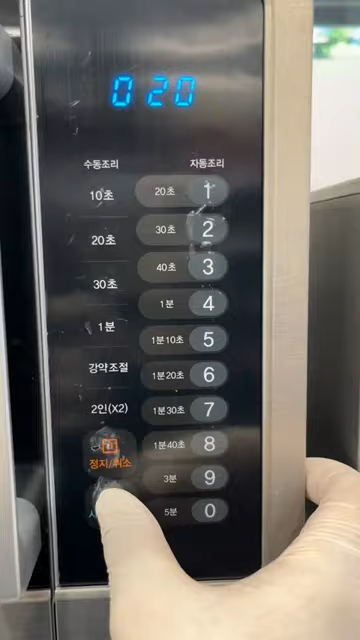 020
수동조리 자동조리
10초 20초 1
20초 30초 2
30초 40초 3
1분 1분 4
강약조절 1분10초 5
2인(X2) 1분20초 6
정지/취소 1분30초 7
1분40초 8
3분 9
5분 0